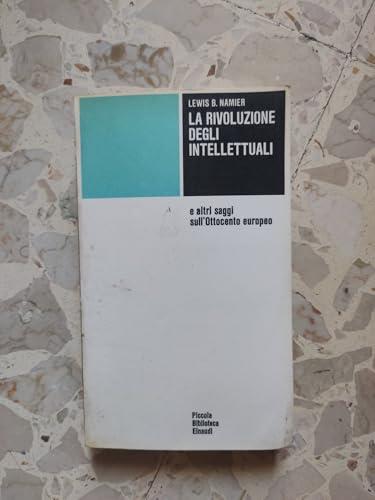 LEWIS B. NAMIER
LA RIVOLUZIONE
DEGLI
INTELLETTUALI
e altri saggi
sull'Ottocento europeo
Piccola
Biblioteca
Einaudi